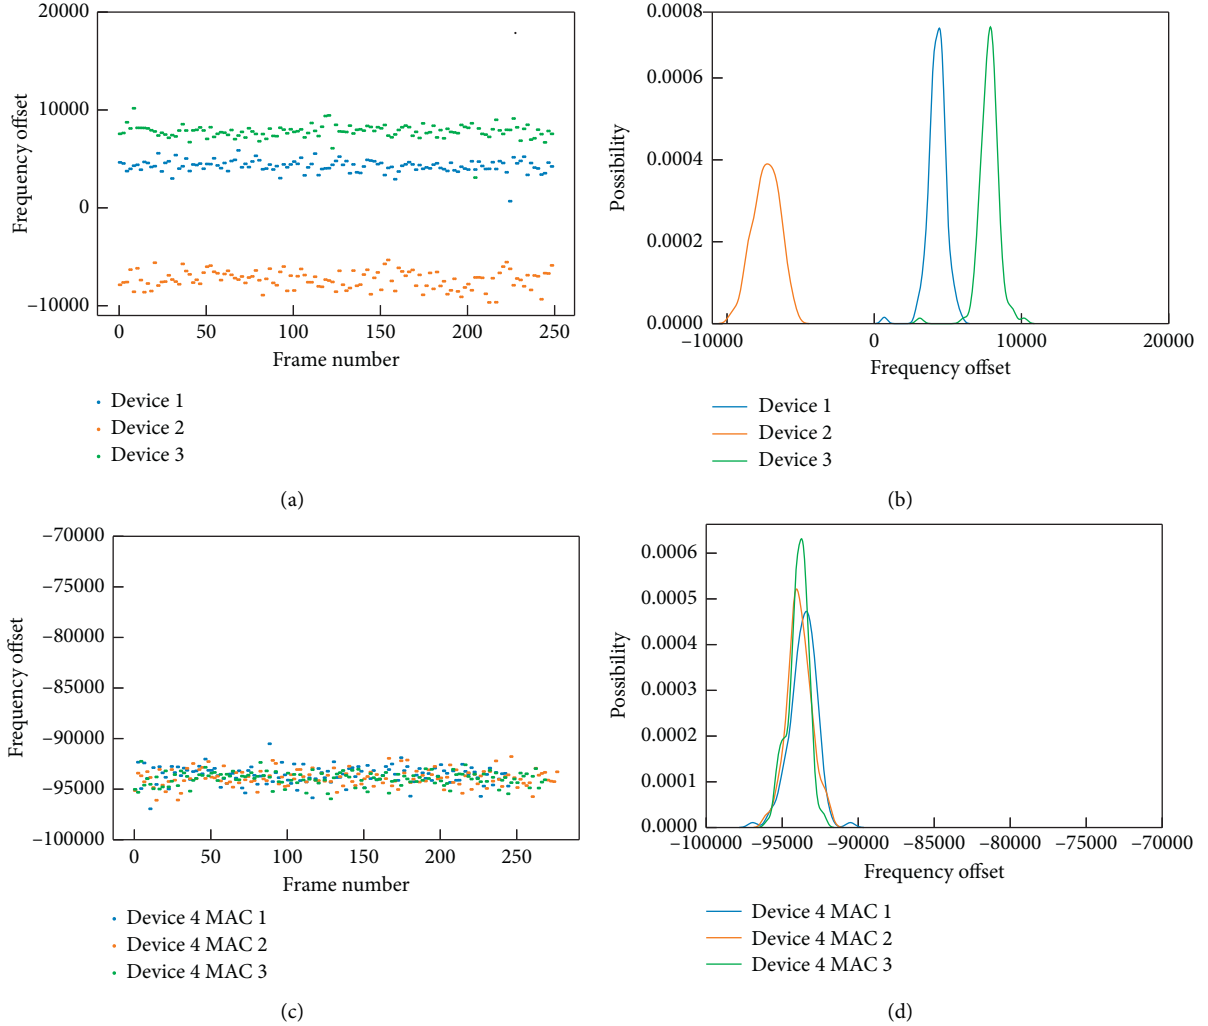 20000
10000
0
−10000
Frequency offset
0 50 100 150 200 250
Frame number
Device 1
Device 2
Device 3
(a)
0.0008
0.0006
0.0004
0.0002
0.0000
Possibility
−10000 0 10000 20000
Frequency offset
Device 1
Device 2
Device 3
(b)
−70000
−75000
−80000
−85000
−90000
−95000
−100000
Frequency offset
0 50 100 150 200 250
Frame number
Device 4 MAC 1
Device 4 MAC 2
Device 4 MAC 3
(c)
0.0006
0.0005
0.0004
0.0003
0.0002
0.0001
0.0000
Possibility
−100000 −95000 −90000 −85000 −80000 −75000 −70000
Frequency offset
Device 4 MAC 1
Device 4 MAC 2
Device 4 MAC 3
(d)